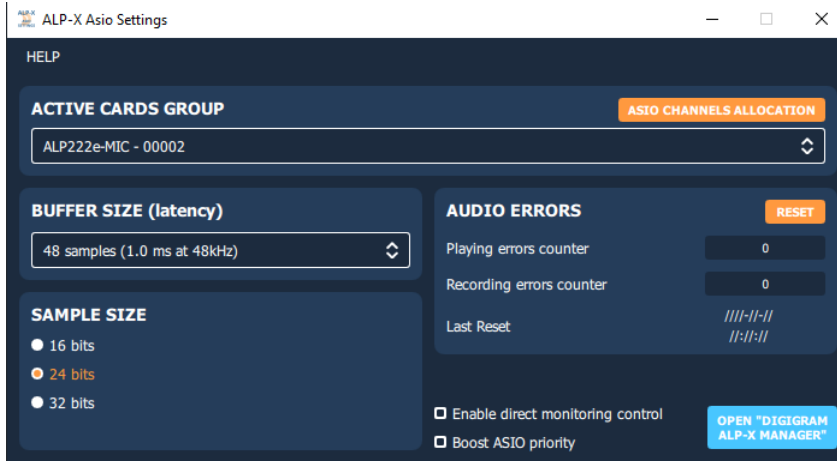 ALP-X Asio Settings
HELP
ACTIVE CARDS GROUP
ASIO CHANNELS ALLOCATION
ALP222e-MIC - 00002
BUFFER SIZE (latency)
48 samples (1.0 ms at 48kHz)
AUDIO ERRORS
RESET
Playing errors counter
0
Recording errors counter
0
Last Reset
////-//-//
//://://
SAMPLE SIZE
16 bits
24 bits
32 bits
Enable direct monitoring control
Boost ASIO priority
OPEN "DIGIGRAM
ALP-X MANAGER"